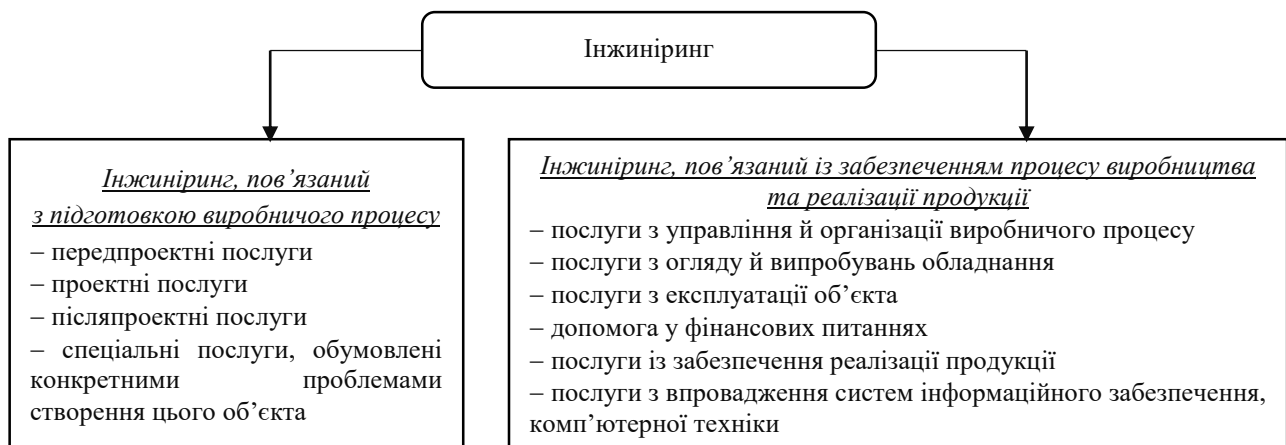 Інжиніринг
Інжиніринг, пов’язаний
з підготовкою виробничого процесу
– передпроектні послуги
– проектні послуги
– післяпроектні послуги
– спеціальні послуги, обумовлені
конкретними проблемами
створення цього об’єкта
Інжиніринг, пов’язаний із забезпеченням процесу виробництва
та реалізації продукції
– послуги з управління й організації виробничого процесу
– послуги з огляду й випробувань обладнання
– послуги з експлуатації об’єкта
– допомога у фінансових питаннях
– послуги із забезпечення реалізації продукції
– послуги з впровадження систем інформаційного забезпечення,
комп’ютерної техніки